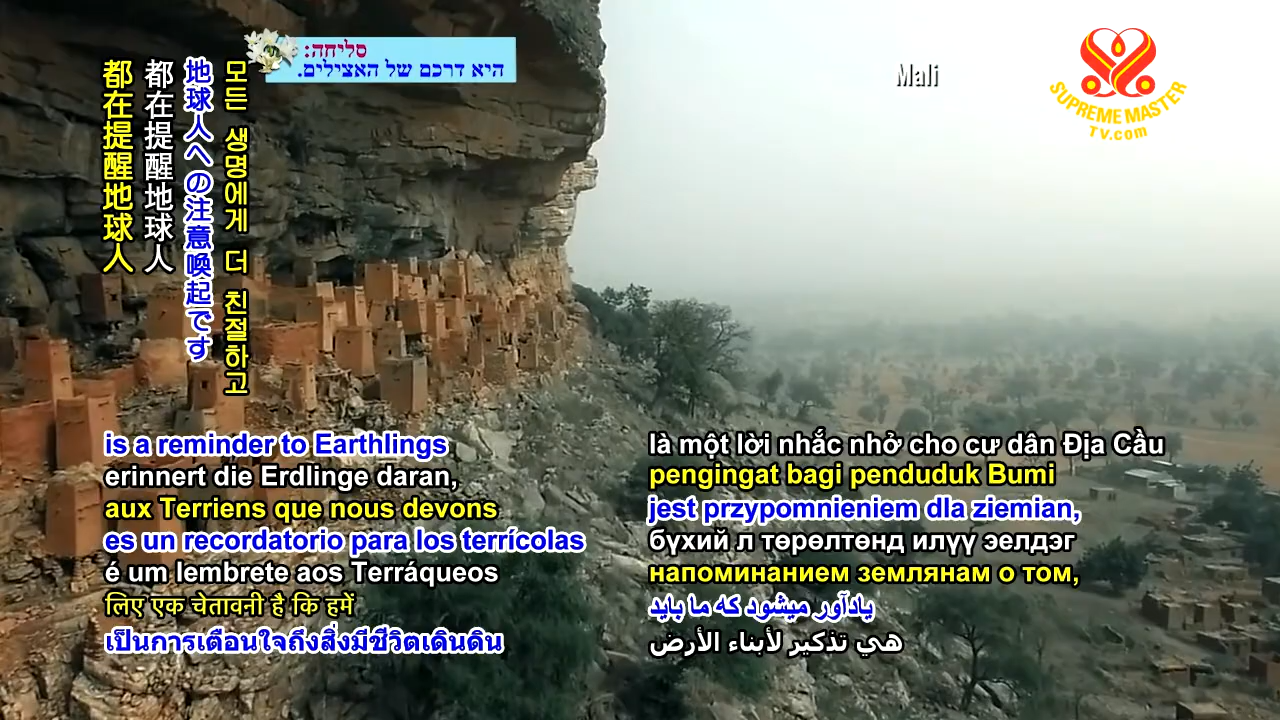 סליחה:
היא דרכם של האצילים.
Mali
SUPREME MASTER
TV.com
都在提醒地球人
都在提醒地球人
地球人への注意喚起です
모든 생명에게 더 친절하고
is a reminder to Earthlings
erinnert die Erdlinge daran,
aux Terriens que nous devons
es un recordatorio para los terrícolas
é um lembrete aos Terráqueos
लिए एक चेतावनी है कि हमें
เป็นการเตือนใจถึงสิ่งมีชีวิตเดินดิน
là một lời nhắc nhở cho cư dân Địa Cầu
pengingat bagi penduduk Bumi
jest przypomnieniem dla ziemian,
бүхий л төрөлтөнд илүү эелдэг
напоминанием землянам о том,
یادآور میشود که ما باید
هي تذكير لأبناء الأرض